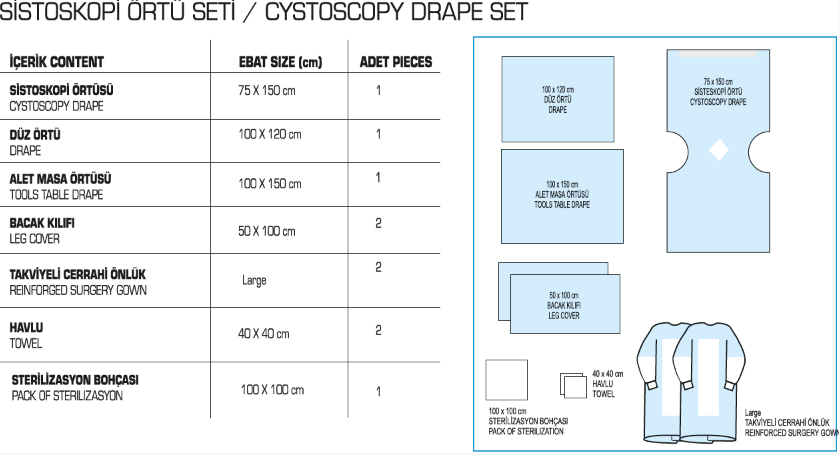 SİSTOSKOPİ ÖRTÜ SETİ / CYSTOSCOPY DRAPE SET
İÇERİK CONTENT EBAT SIZE (cm) ADET PIECES
SİSTOSKOPİ ÖRTÜSÜ 75 X 150 cm 1
CYSTOSCOPY DRAPE
DÜZ ÖRTÜ 100 X 120 cm 1
DRAPE
ALET MASA ÖRTÜSÜ 100 X 150 cm 1
TOOLS TABLE DRAPE
BACAK KILIFI 50 X 100 cm 2
LEG COVER
TAKVİYELİ CERRAHİ ÖNLÜK Large 2
REINFORGED SURGERY GOWN
HAVLU 40 X 40 cm 2
TOWEL
STERİLİZASYON BOHÇASI 100 X 100 cm 1
PACK OF STERILIZASYON
100 x 120 cm
DÜZ ÖRTÜ
DRAPE
75 x 150 cm
SİSTESKOPİ ÖRTÜ
CYSTOSCOPY DRAPE
100 x 150 cm
ALET MASA ÖRTÜSÜ
TOOLS TABLE DRAPE
50 x 100 cm
BACAK KILIFI
LEG COVER
40 x 40 cm
HAVLU
TOWEL
100 x 100 cm
STERİLİZASYON BOHÇASI
PACK OF STERILIZATION
Large
TAKVİYELİ CERRAHİ ÖNLÜK
REINFORCED SURGERY GOWN